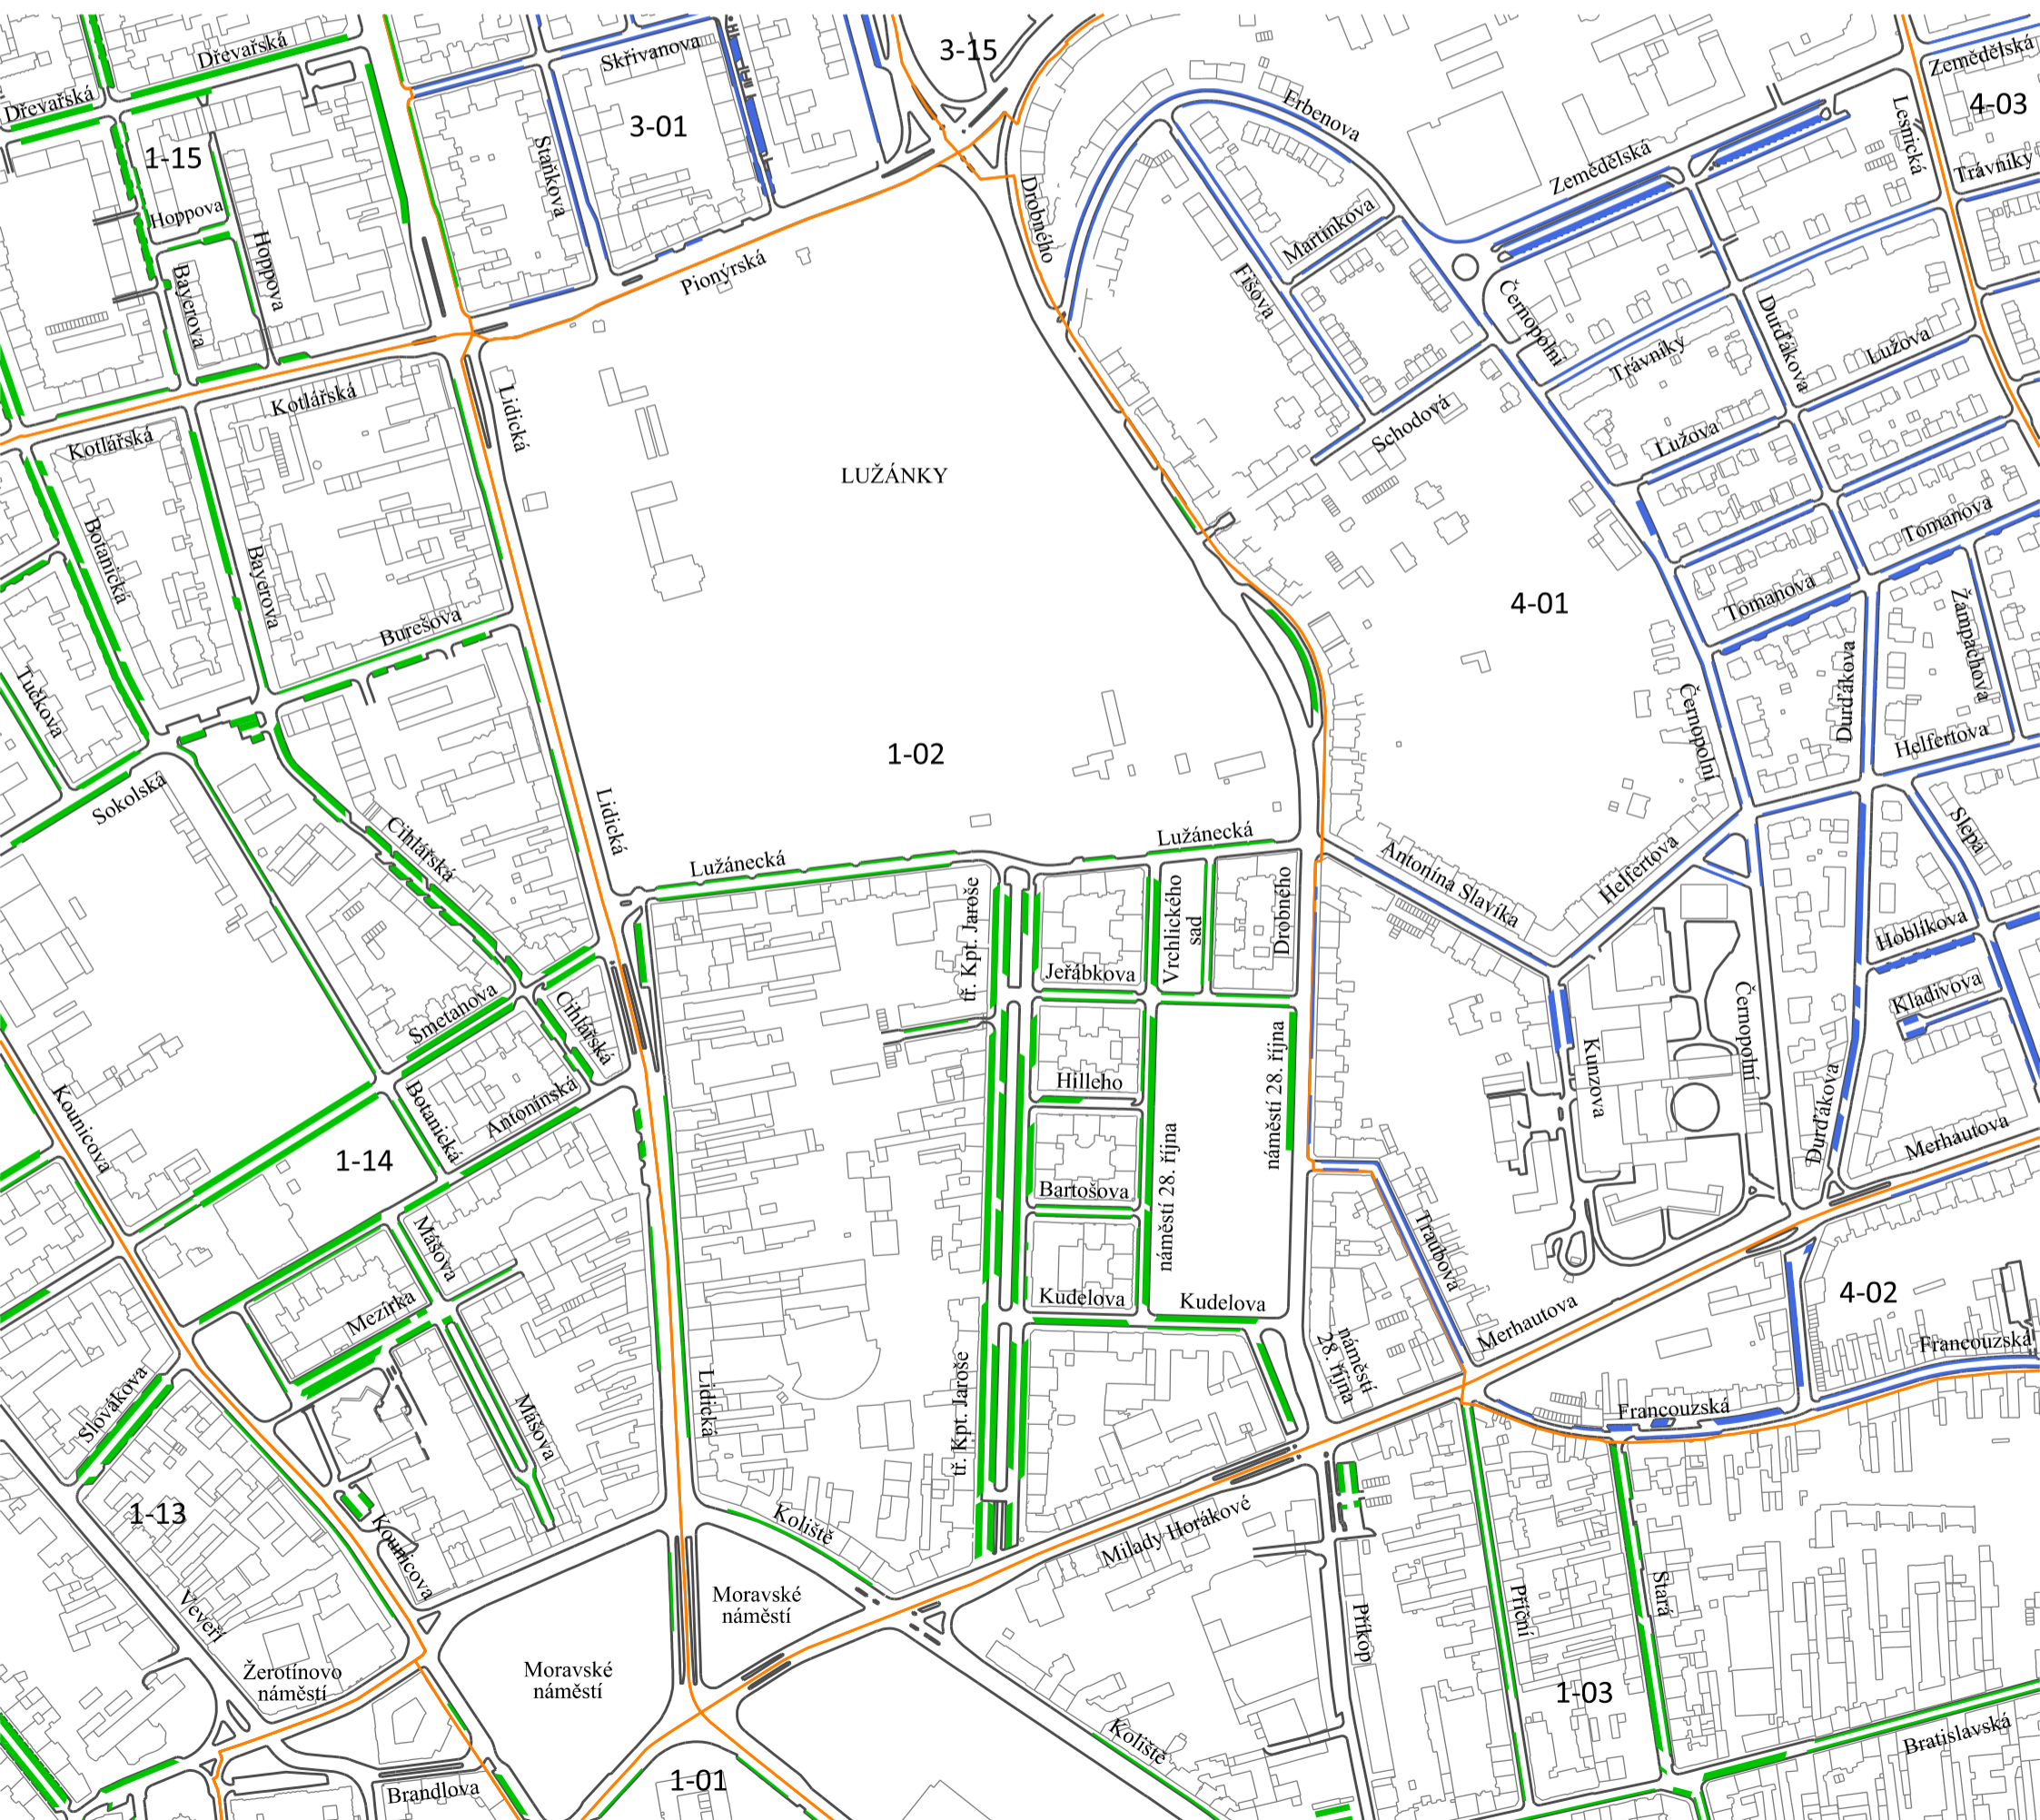 Dřevařská
Skřivanova
3-15
Zemědělská
Dřevařská
4-03
Erbenova
3-01
Lesnická
1-15
Staňkova
Zemědělská
Trávníky
Hoppova
Drobného
Martinkova
Hoppova
Bayerova
Pionýrská
Fišova
Černopolní
Durďákova
Trávníky
Lužova
Kotlářská
Lidická
Schodová
Kotlářská
Lužova
LUŽÁNKY
Botanická
Bayerova
Tomanova
4-01
Tomanova
Žampachova
Burešova
Tučkova
Durďákova
Černopolní
Helfertova
1-02
Sokolská
Lidická
Cihlářská
Lužánecká
Lužánecká
Slepá
Antonína Slavíka
Helfertova
tř. Kpt. Jaroše
Vrchlického
sad
Drobného
Jeřábkova
Hoblíkova
Kladivova
Smetanova
Cihlářská
Černopolní
náměstí 28. října
Kunzova
Hilleho
Kounicova
Botanická
Antonínská
Durďákova
Merhautova
1-14
náměstí 28. října
Bartošova
Mášova
Traubova
Mezírka
Kudelova
Kudelova
Merhautova
4-02
Francouzská
náměstí
28. října
Slovákova
Lidická
tř. Kpt. Jaroše
Mášova
Francouzská
1-13
Kounicova
Koliště
Milady Horákové
Veveří
Moravské
náměstí
Příkop
Příční
Stará
Žerotínovo
náměstí
Moravské
náměstí
1-03
Koliště
Bratislavská
1-01
Brandlova